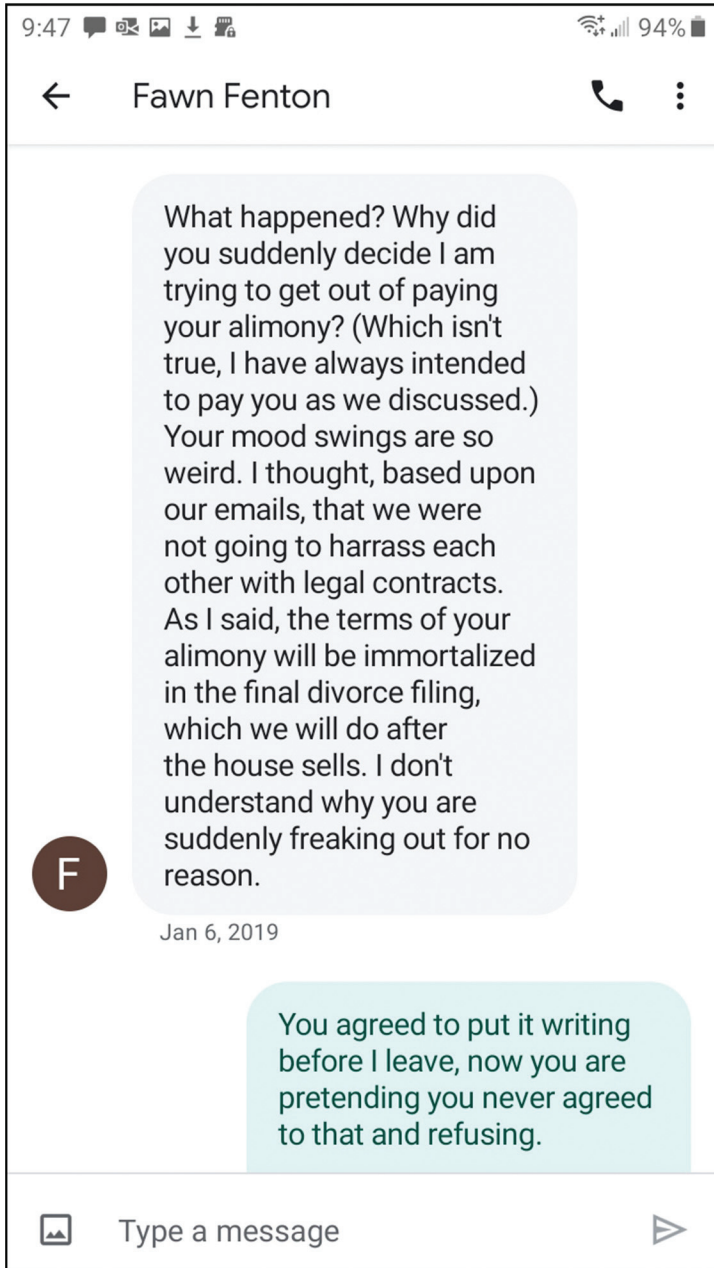 9:47 94%
Fawn Fenton
What happened? Why did
you suddenly decide I am
trying to get out of paying
your alimony? (Which isn't
true, I have always intended
to pay you as we discussed.)
Your mood swings are so
weird. I thought, based upon
our emails, that we were
not going to harrass each
other with legal contracts.
As I said, the terms of your
alimony will be immortalized
in the final divorce filing,
which we will do after
the house sells. I don't
understand why you are
suddenly freaking out for no
reason.
F
Jan 6, 2019
You agreed to put it writing
before I leave, now you are
pretending you never agreed
to that and refusing.
Type a message